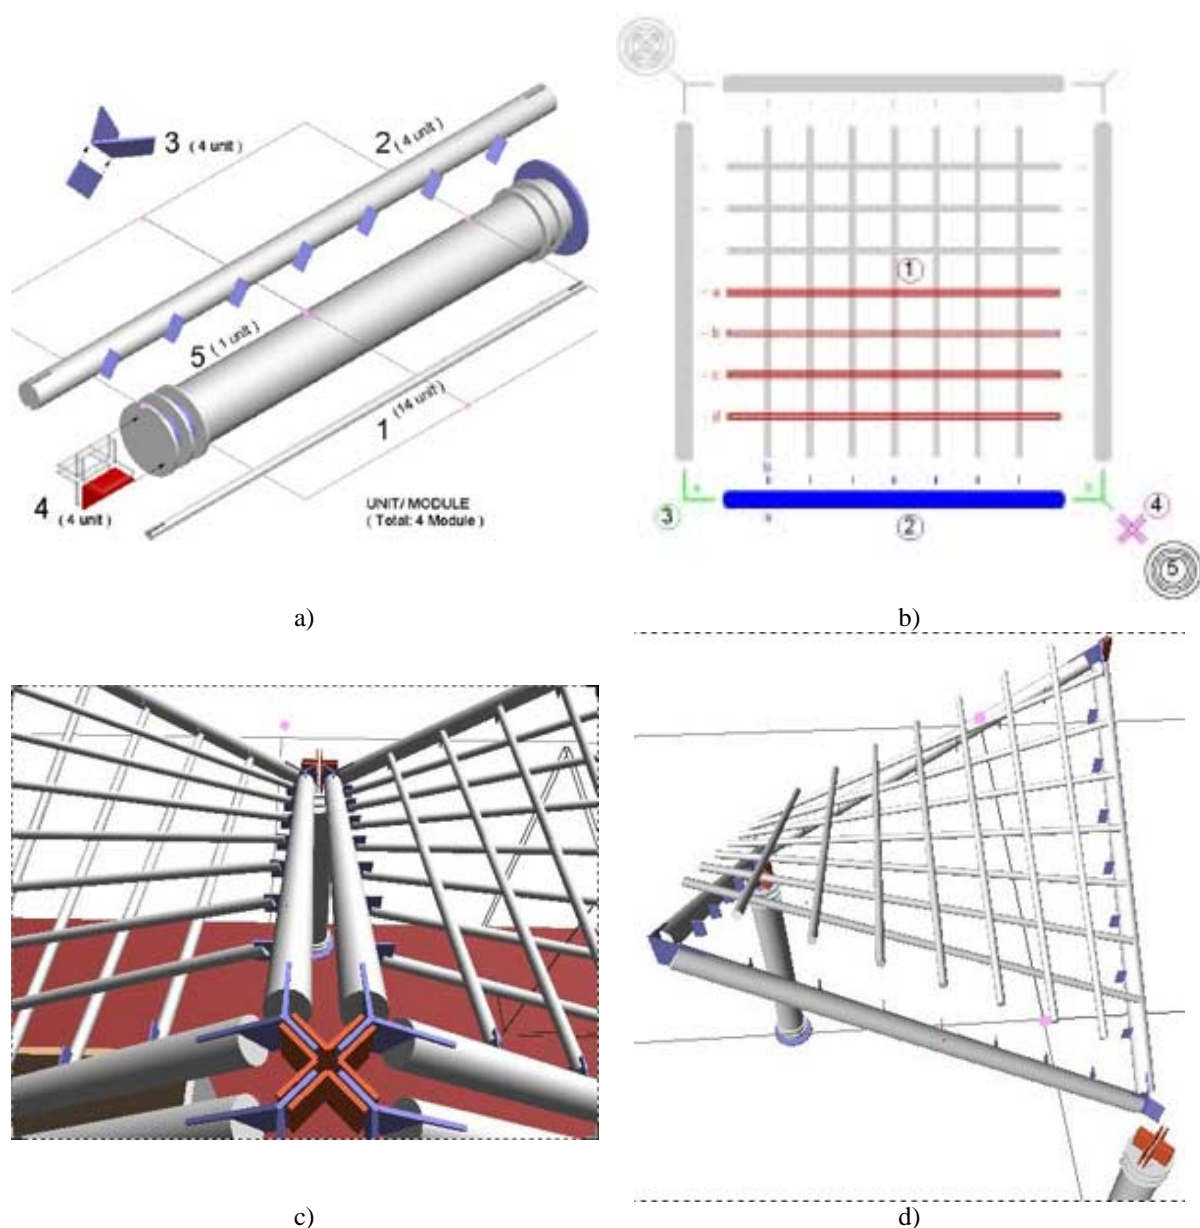 3 ( 4 unit )
2 ( 4 unit )
5 ( 1 unit )
1 (14 unit)
4
( 4 unit )
UNIT/ MODULE
( Total: 4 Module )
a)
1
a
b
c
d
3
2
4
5
b)
c)
d)